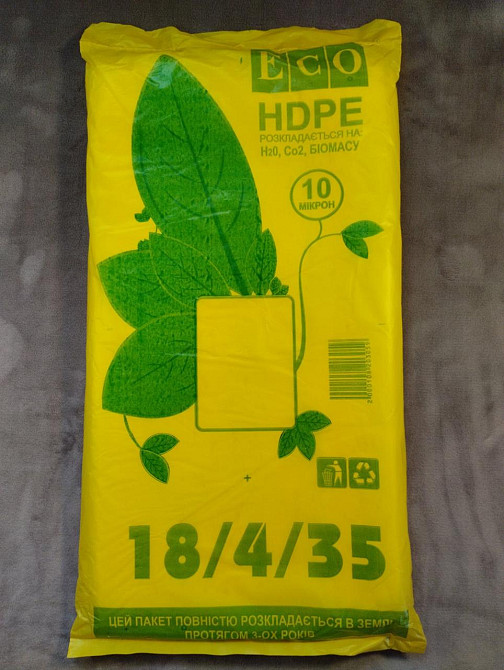 ECO
HDPE
РОЗКЛАДАЄТЬСЯ НА:
H20, Co2, БІОМАСУ
10
МІКРОН
18/4/35
ЦЕЙ ПАКЕТ ПОВНІСТЮ РОЗКЛАДАЄТЬСЯ В ЗЕМЛІ
ПРОТЯГОМ 3-ОХ РОКІВ